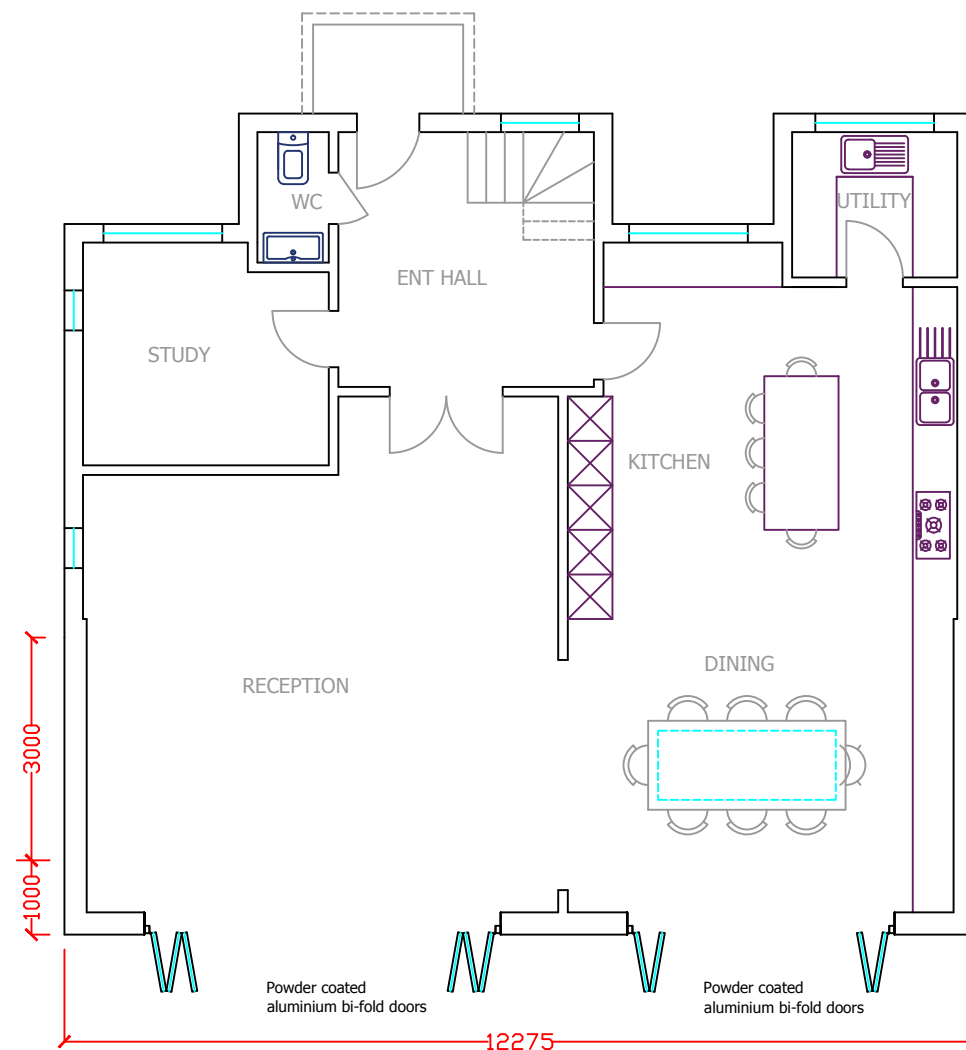 WC
UTILITY
ENT HALL
STUDY
KITCHEN
DINING
RECEPTION
3000
1000
Powder coated
aluminium bi-fold doors
Powder coated
aluminium bi-fold doors
12275